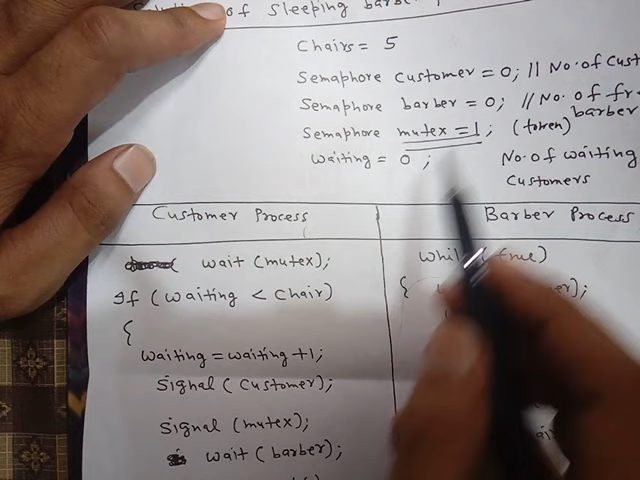 of Sleeping
Chairs = 5
Semaphore Customer = 0; // No. of Cust
Semaphore barber = 0; // No. of fr
barber
Semaphore mutex = 1; (token)
Waiting = 0; No. of waiting
Customers
Customer Process
Barber Process
wait (mutex);
If (waiting < Chair)
{
Waiting = waiting +1;
Signal (Customer);
Signal (mutex);
wait (barber);
{